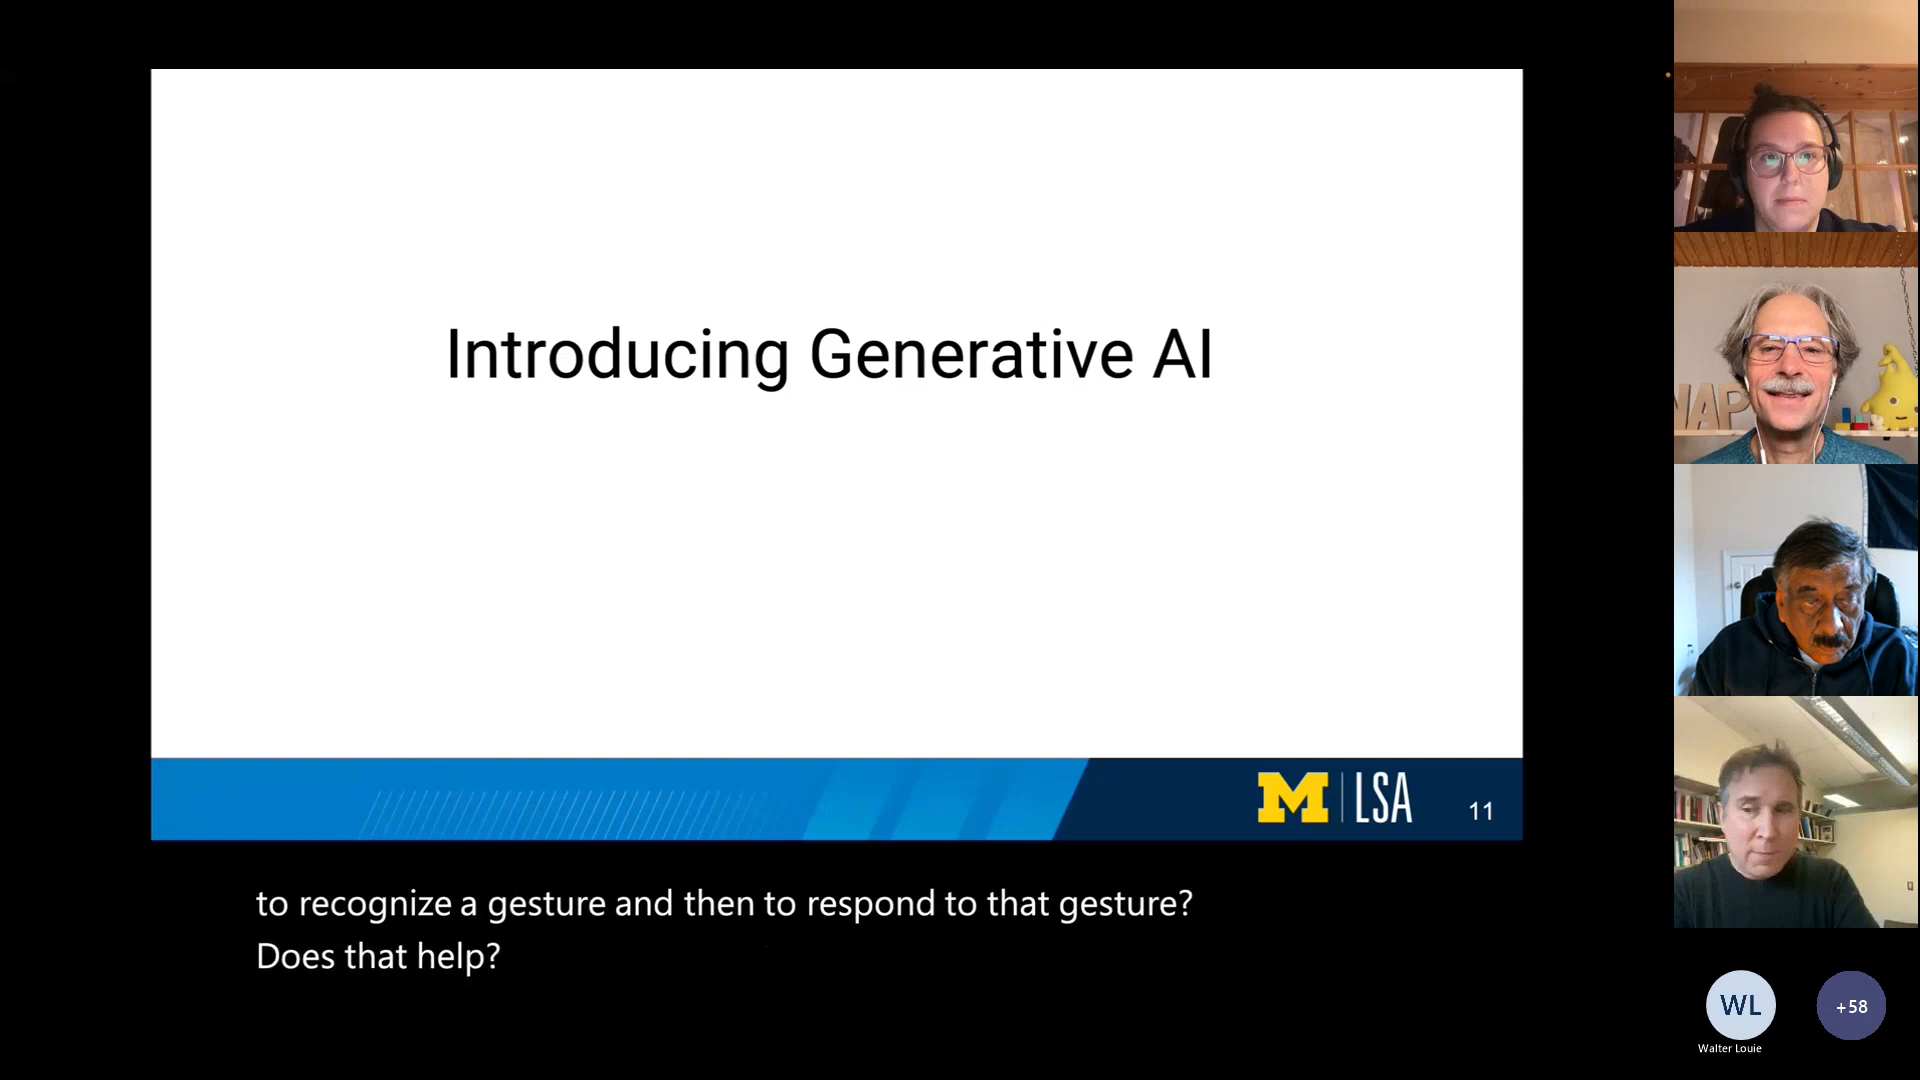 Introducing Generative AI
M LSA
11
to recognize a gesture and then to respond to that gesture?
Does that help?
NAP
WL
+58
Walter Louie